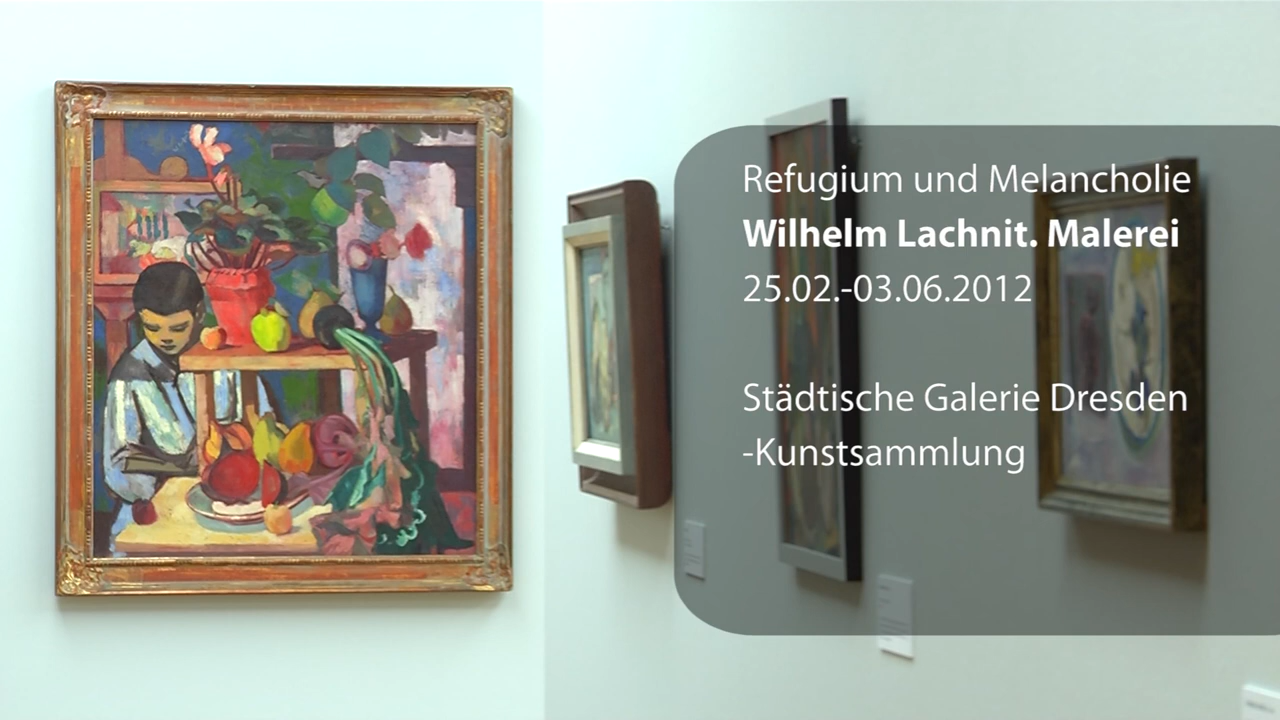 Refugium und Melancholie
Wilhelm Lachnit. Malerei
25.02.-03.06.2012
Städtische Galerie Dresden
-Kunstsammlung